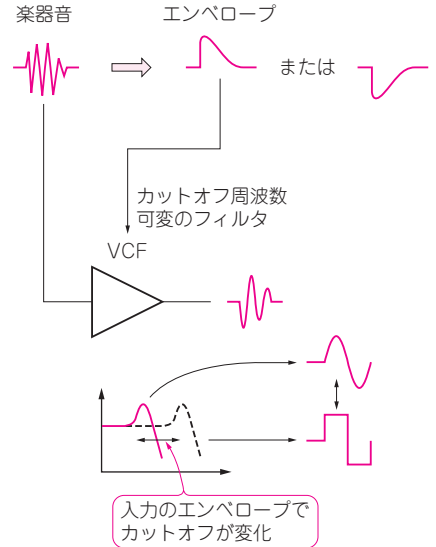 楽器音
エンベロープ
または
カットオフ周波数
可変のフィルタ
VCF
入力のエンベロープで
カットオフが変化